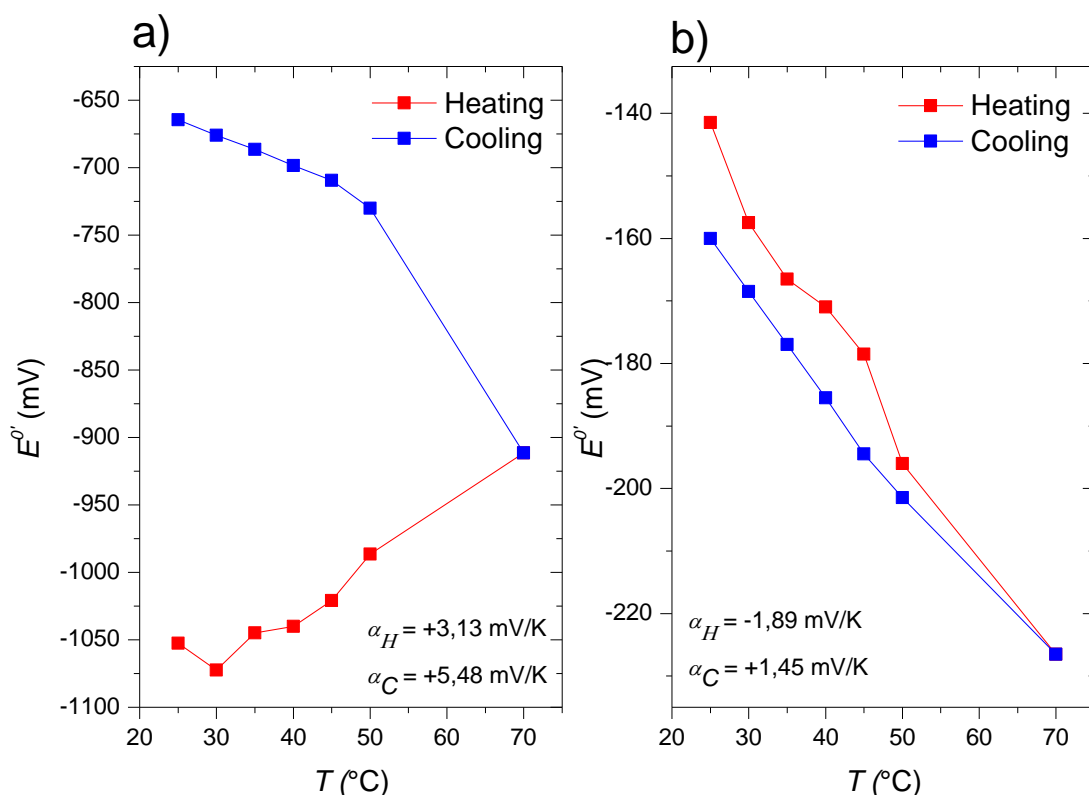 a)
-650
-700
-750
-800
-850
-900
-950
-1000
-1050
-1100
20 30 40 50 60 70
E0' (mV)
T (°C)
Heating
Cooling
αH = +3,13 mV/K
αC = +5,48 mV/K
b)
-140
-160
-180
-200
-220
20 30 40 50 60 70
E0' (mV)
T (°C)
Heating
Cooling
αH = -1,89 mV/K
αC = +1,45 mV/K